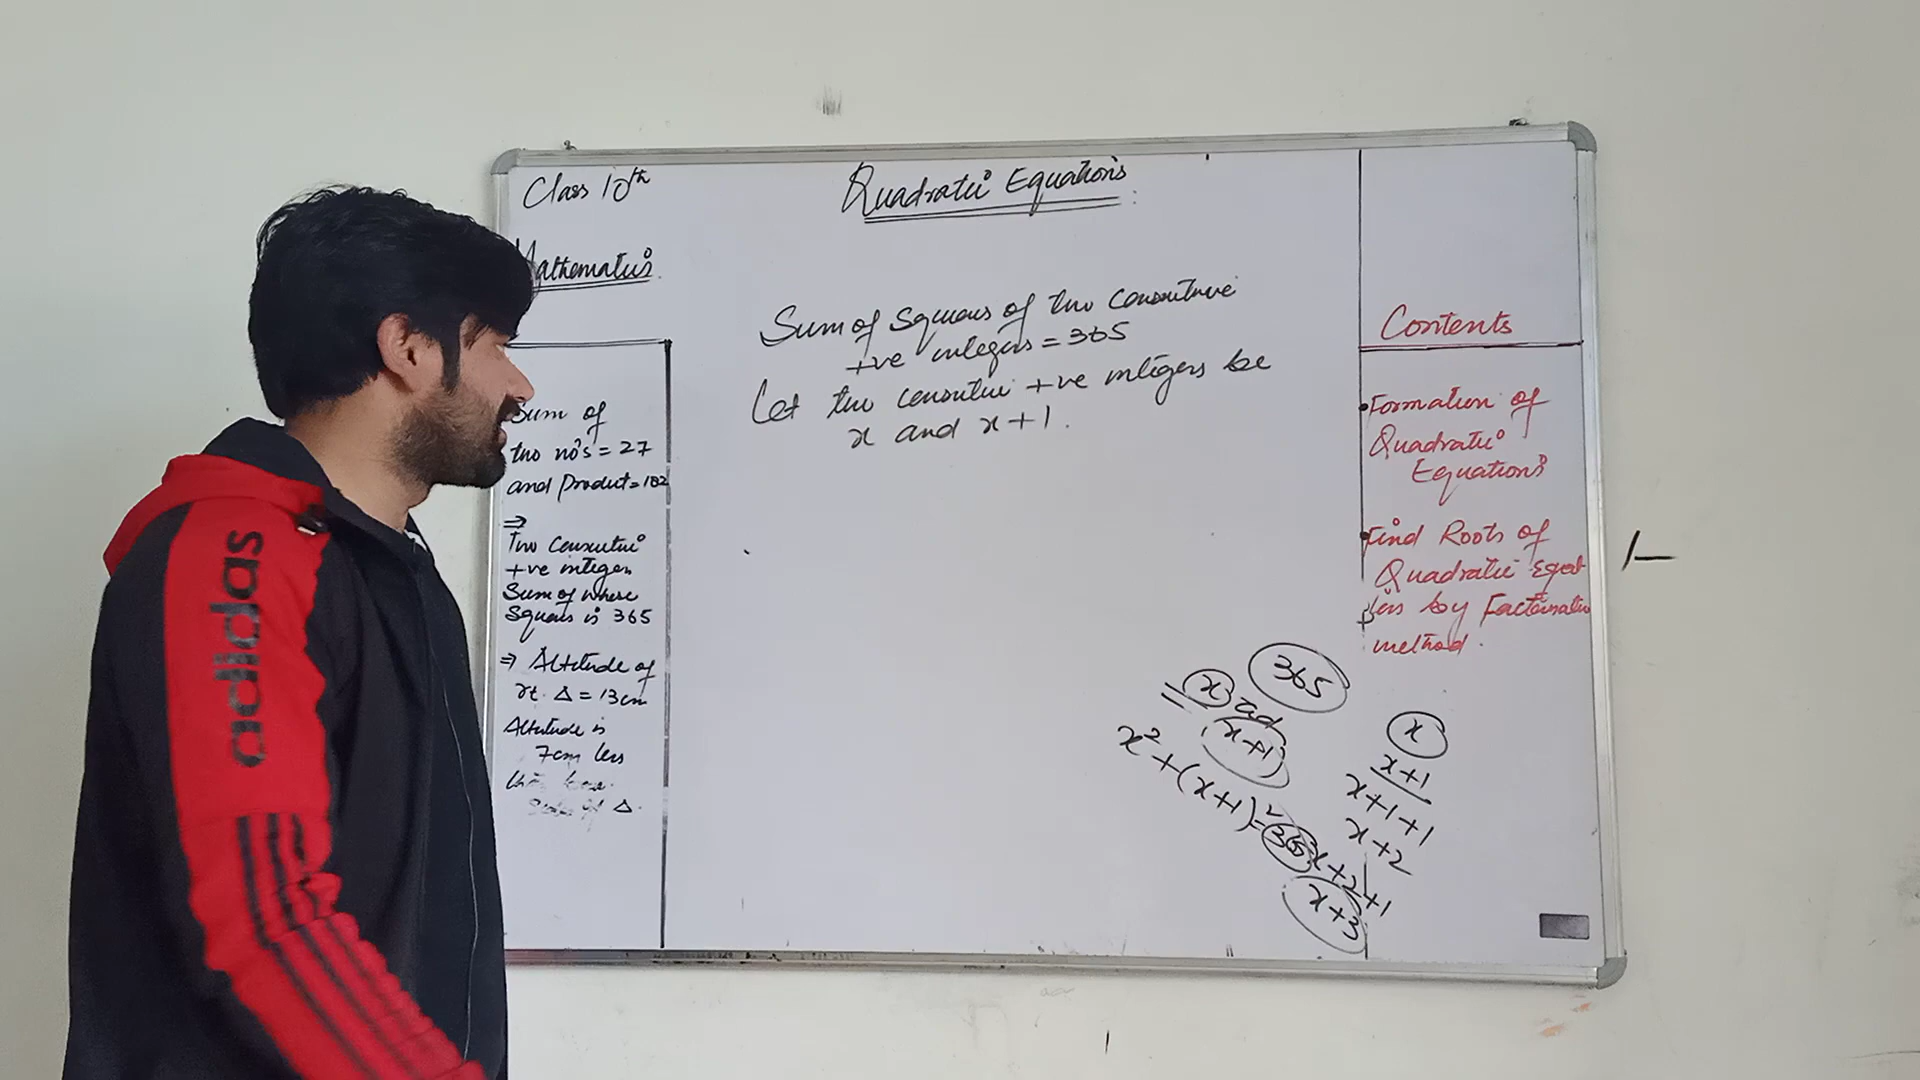 Class 10th
Quadratic Equations
Mathematics
Sum of squares of two consecutive
+ve integers = 365
Let two consecutive +ve integers be
x and x+1.
Sum of
two no's = 27
and Product = 182
⇒
Two Consecutive
+ve integers
Sum of whose
Squares is 365
⇒ Altitude of
rt. Δ = 13cm
Altitude is
7cm less
than base.
Δ.
Contents
• Formation of
Quadratic
Equations
• Find Roots of
Quadratic Equat
ions by Factorisation
method.
365
= x and
x+1
x² + (x+1)² = 365
x
x+1
x+1+1
x+2
x+2+1
x+3
adidas